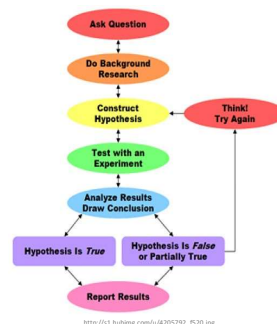 Ask Question
Do Background
Research
Construct
Hypothesis
Think!
Try Again
Test with an
Experiment
Analyze Results
Draw Conclusion
Hypothesis Is True
Hypothesis Is False
or Partially True
Report Results